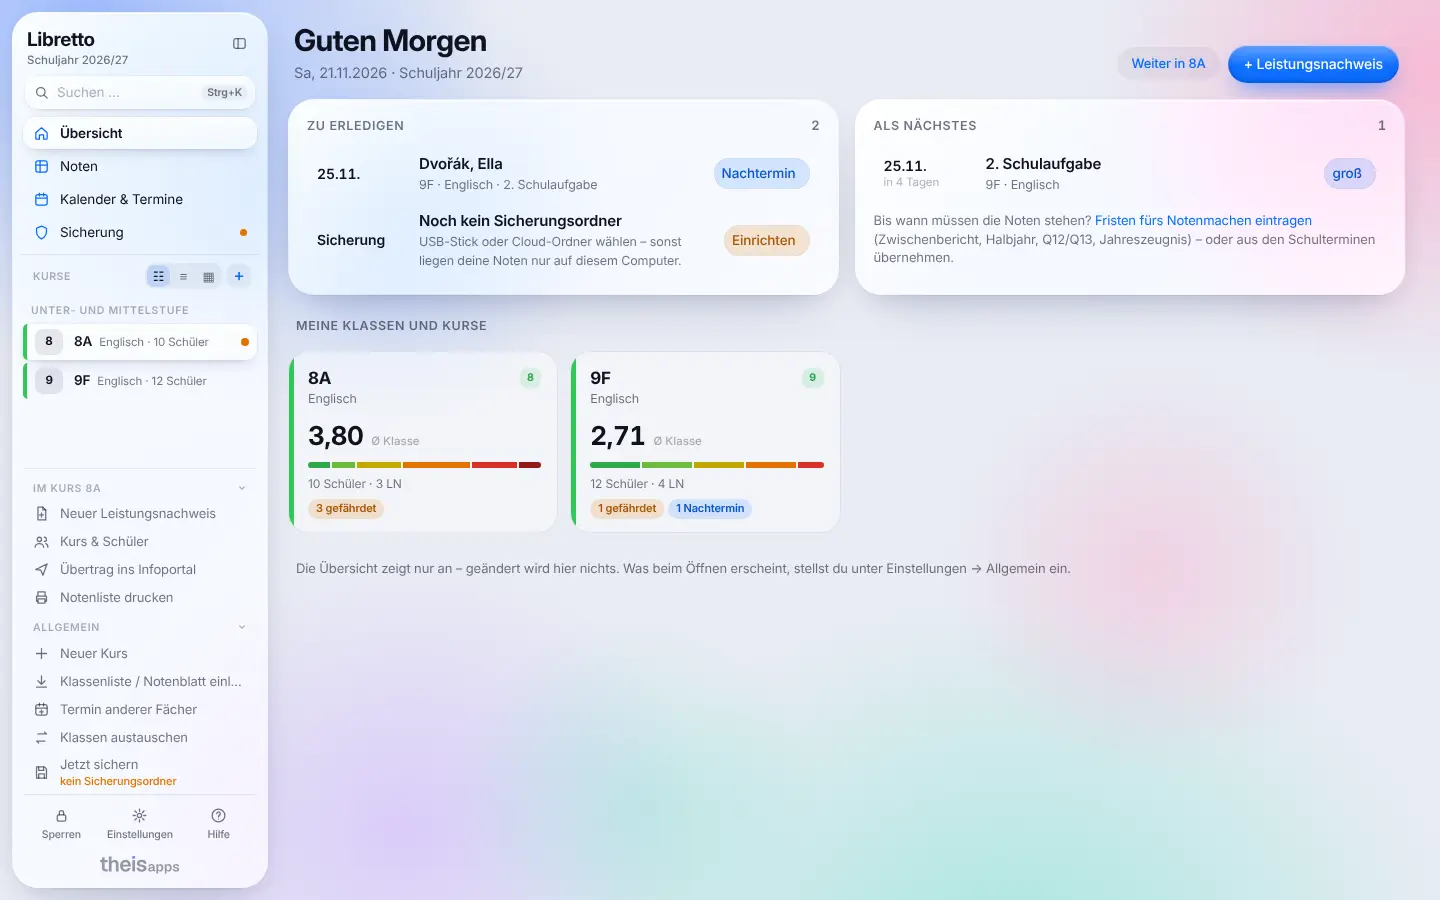 Libretto
Schuljahr 2026/27
Suchen ...
Strg+K
Übersicht
Noten
Kalender & Termine
Sicherung
KURSE
UNTER- UND MITTELSTUFE
8 8A Englisch · 10 Schüler
9 9F Englisch · 12 Schüler
IM KURS 8A
Neuer Leistungsnachweis
Kurs & Schüler
Übertrag ins Infoportal
Notenliste drucken
ALLGEMEIN
Neuer Kurs
Klassenliste / Notenblatt einl...
Termin anderer Fächer
Klassen austauschen
Jetzt sichern
kein Sicherungsordner
Sperren Einstellungen Hilfe
theisapps
Guten Morgen
Sa, 21.11.2026 · Schuljahr 2026/27
Weiter in 8A
+ Leistungsnachweis
ZU ERLEDIGEN 2
25.11.
Dvořák, Ella
9F · Englisch · 2. Schulaufgabe
Nachtermin
Sicherung
Noch kein Sicherungsordner
USB-Stick oder Cloud-Ordner wählen – sonst
liegen deine Noten nur auf diesem Computer.
Einrichten
ALS NÄCHSTES 1
25.11.
in 4 Tagen
2. Schulaufgabe
9F · Englisch
groß
Bis wann müssen die Noten stehen? Fristen fürs Notenmachen eintragen
(Zwischenbericht, Halbjahr, Q12/Q13, Jahreszeugnis) – oder aus den Schulterminen
übernehmen.
MEINE KLASSEN UND KURSE
8A 8
Englisch
3,80 Ø Klasse
10 Schüler · 3 LN
3 gefährdet
9F 9
Englisch
2,71 Ø Klasse
12 Schüler · 4 LN
1 gefährdet 1 Nachtermin
Die Übersicht zeigt nur an – geändert wird hier nichts. Was beim Öffnen erscheint, stellst du unter Einstellungen → Allgemein ein.